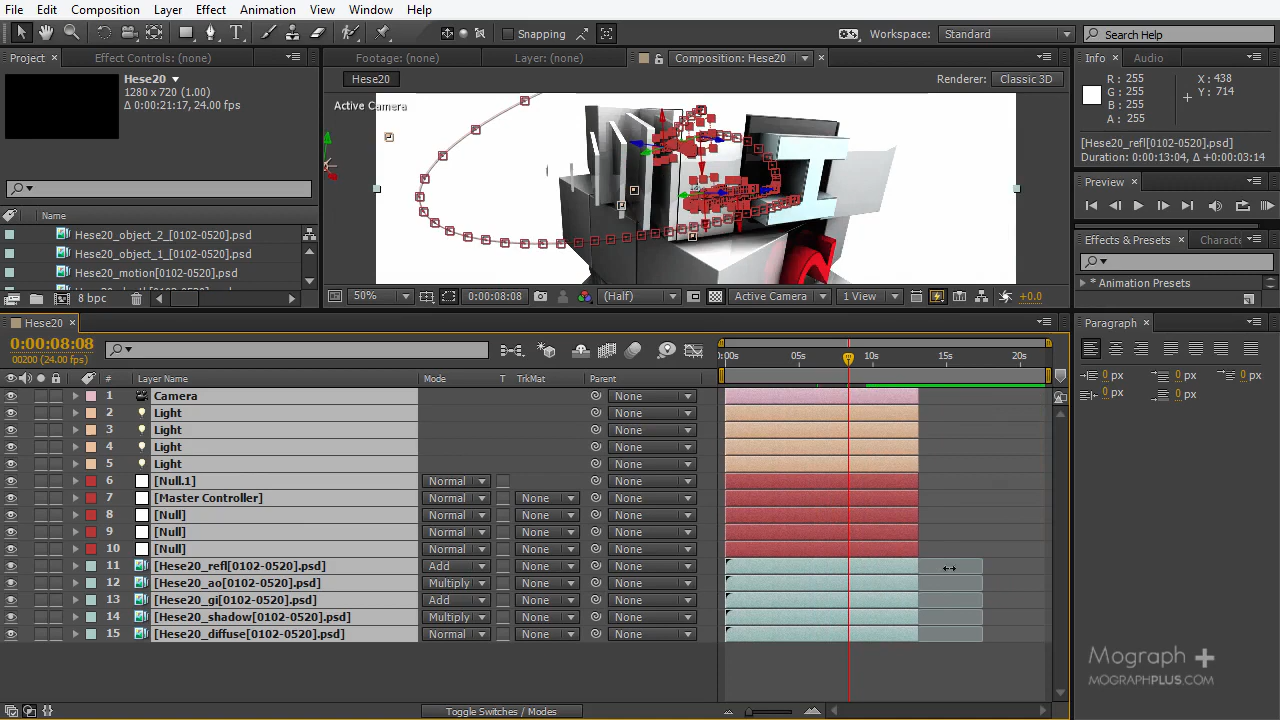 File Edit Composition Layer Effect Animation View Window Help
Snapping Workspace: Standard Search Help
Project Effect Controls: (none) Footage: (none) Layer: (none) Composition: Hese20 Info Audio
Hese20 Hese20 Renderer: Classic 3D
1280 x 720 (1.00)
Δ 0:00:21:17, 24.00 fps
Active Camera
R : 255 X : 438
G : 255 Y : 714
B : 255
A : 255
[Hese20_refl[0102-0520].psd]
Duration: 0:00:13:04, Δ +0:00:03:14
Preview
Name
Hese20_object_2_[0102-0520].psd
Hese20_object_1_[0102-0520].psd
Hese20_motion[0102-0520].psd
8 bpc
50% 0:00:08:08 (Half) Active Camera 1 View +0.0
Effects & Presets Characte
* Animation Presets
Hese20
0:00:08:08
00200 (24.00 fps)
:00s 05s 10s 15s 20s
# Layer Name Mode T TrkMat Parent
1 Camera None
2 Light None
3 Light None
4 Light None
5 Light None
6 [Null.1] Normal None
7 [Master Controller] Normal None None
8 [Null] Normal None None
9 [Null] Normal None None
10 [Null] Normal None None
11 [Hese20_refl[0102-0520].psd] Add None None
12 [Hese20_ao[0102-0520].psd] Multiply None None
13 [Hese20_gi[0102-0520].psd] Add None None
14 [Hese20_shadow[0102-0520].psd] Multiply None None
15 [Hese20_diffuse[0102-0520].psd] Normal None None
Toggle Switches / Modes
Paragraph
0 px 0 px 0 px
0 px 0 px
Mograph +
MOGRAPHPLUS.COM